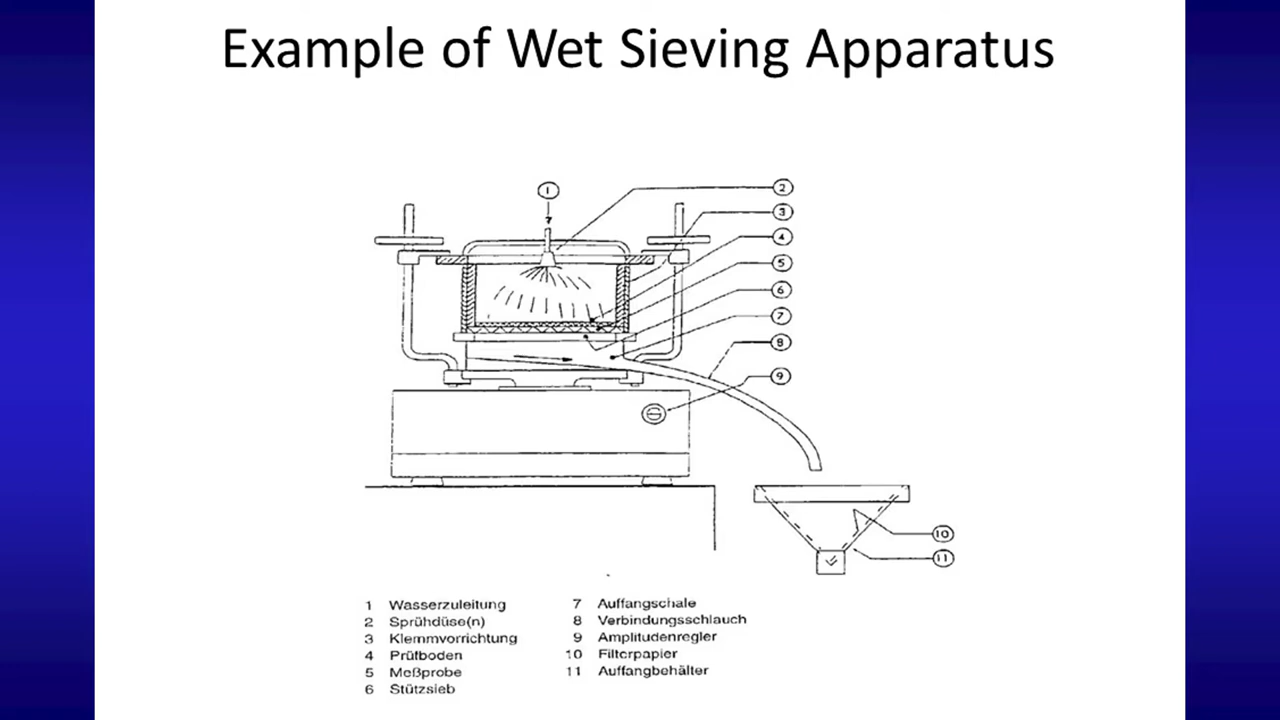 Example of Wet Sieving Apparatus
1
2
3
4
5
6
7
8
9
10
11
1 Wasserzuleitung
2 Sprühdüse(n)
3 Klemmvorrichtung
4 Prüfboden
5 Meßprobe
6 Stützsieb
7 Auffangschale
8 Verbindungsschlauch
9 Amplitudenregler
10 Filterpapier
11 Auffangbehälter